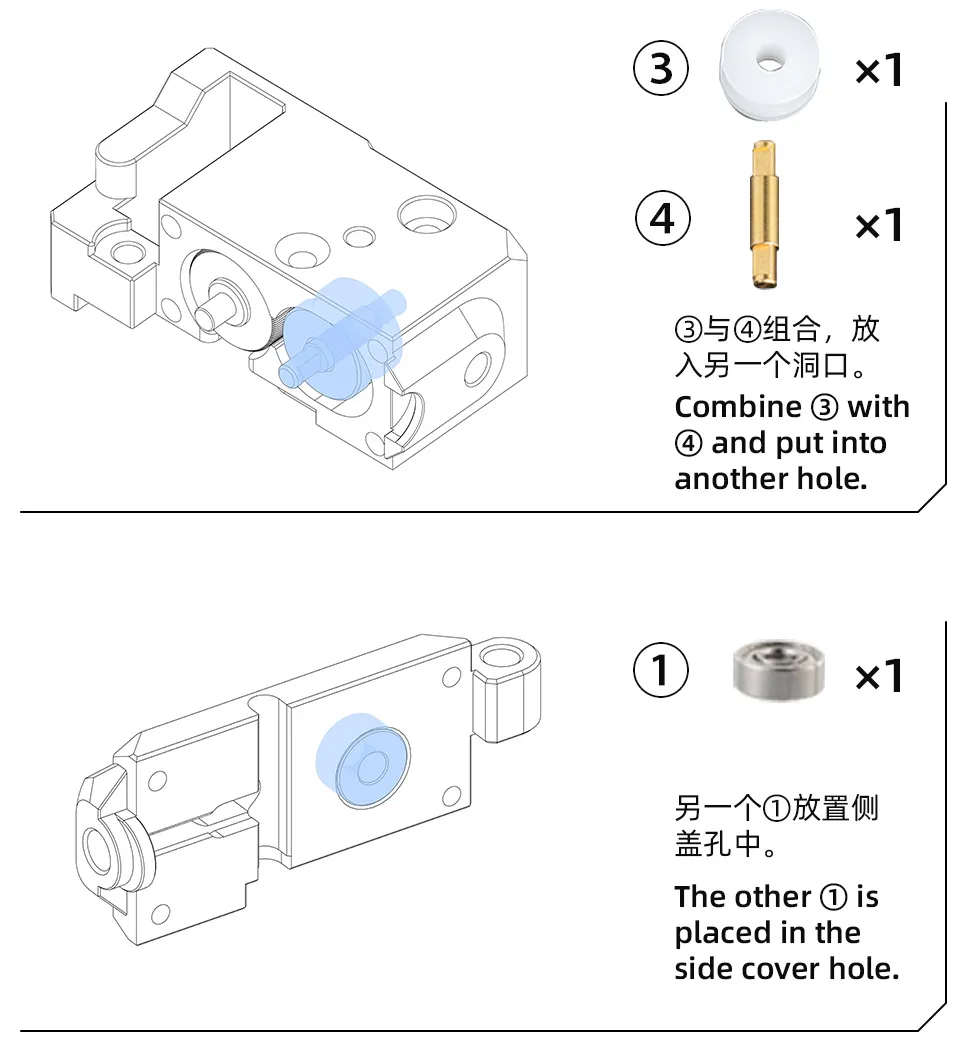 ③ ×1
④ ×1
③与④组合，放
入另一个洞口。
Combine ③ with
④ and put into
another hole.
① ×1
另一个①放置侧
盖孔中。
The other ① is
placed in the
side cover hole.